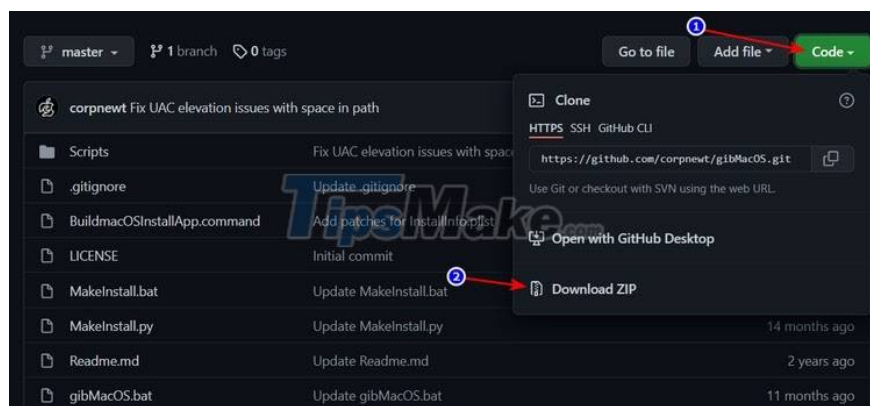 master 1 branch 0 tags Go to file Add file Code
1
corpnewt Fix UAC elevation issues with space in path
Clone
HTTPS SSH GitHub CLI
https://github.com/corpnewt/gibMacOS.git
Use Git or checkout with SVN using the web URL.
Open with GitHub Desktop
2
Download ZIP
Scripts Fix UAC elevation issues with space
.gitignore Update .gitignore
BuildmacOSInstallApp.command Add patches for InstallInfo.plist
LICENSE Initial commit
MakeInstall.bat Update MakeInstall.bat
MakeInstall.py Update MakeInstall.py 14 months ago
Readme.md Update Readme.md 2 years ago
gibMacOS.bat Update gibMacOS.bat 11 months ago
TipsMake.com